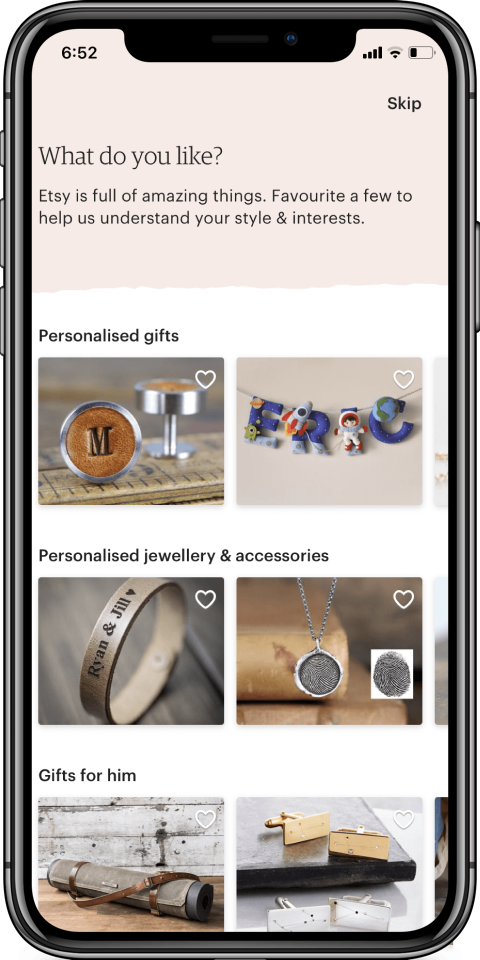 6:52
Skip
What do you like?
Etsy is full of amazing things. Favourite a few to
help us understand your style & interests.
Personalised gifts
M
ERIC
Personalised jewellery & accessories
Ryan & Jill ♥
Gifts for him